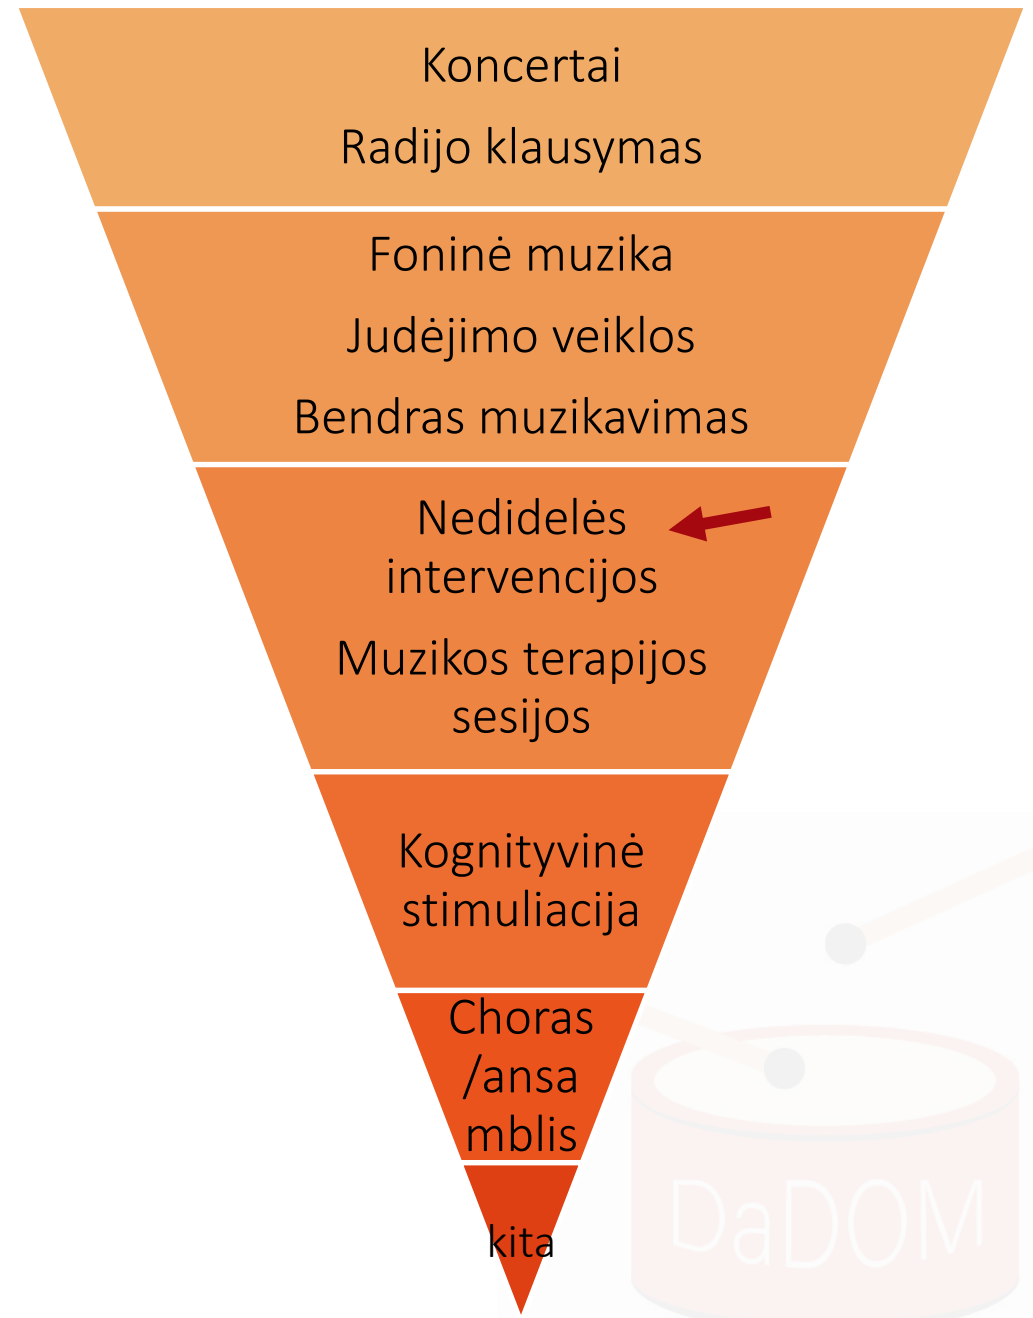 Koncertai
Radijo klausymas
Foninė muzika
Judėjimo veiklos
Bendras muzikavimas
Nedidelės
intervencijos
Muzikos terapijos
sesijos
Kognityvinė
stimuliacija
Choras
/ansa
mblis
kita
DaDOM